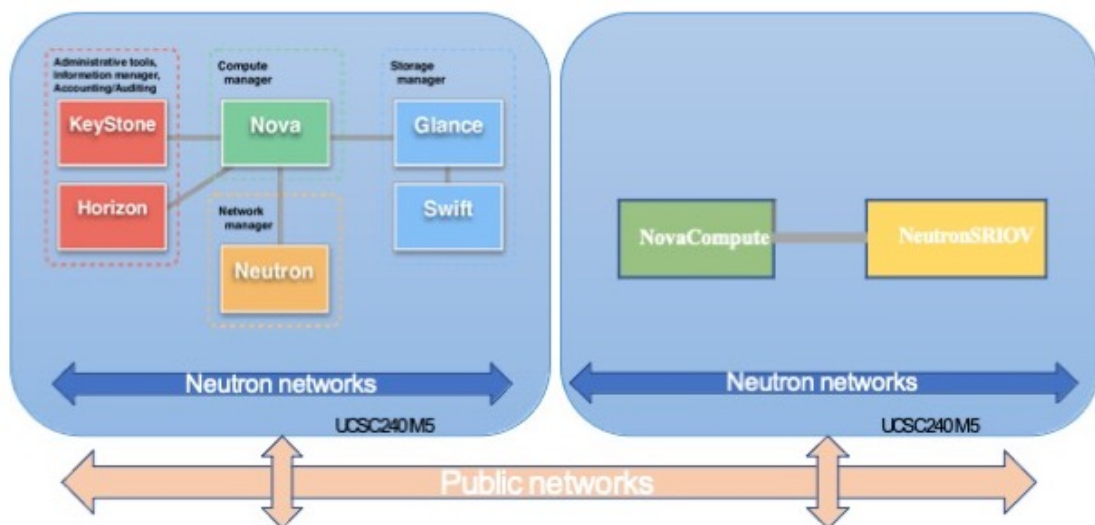 Administrative tools,
Information manager,
Accounting/Auditing
KeyStone
Horizon
Compute
manager
Nova
Network
manager
Neutron
Storage
manager
Glance
Swift
Neutron networks
UCSC240 M5
NovaCompute
NeutronSRIOV
Neutron networks
UCSC240 M5
Public networks